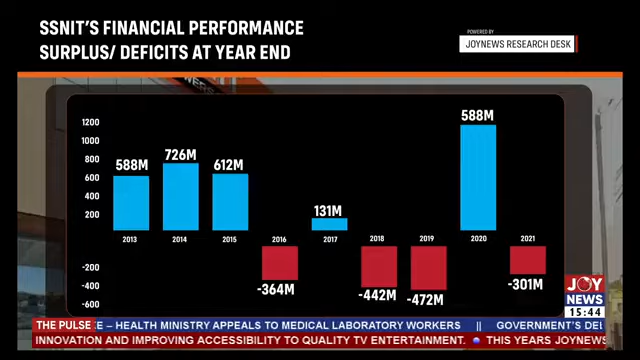 SSNIT'S FINANCIAL PERFORMANCE
SURPLUS/ DEFICITS AT YEAR END
POWERED BY
JOYNEWS RESEARCH DESK
1200
1000
800
600
400
200
-200
-400
-600
588M
726M
612M
-364M
131M
-442M
-472M
588M
-301M
2013
2014
2015
2016
2017
2018
2019
2020
2021
JOY
NEWS
15:44
THE PULSE E – HEALTH MINISTRY APPEALS TO MEDICAL LABORATORY WORKERS || GOVERNMENT'S DEL
INNOVATION AND IMPROVING ACCESSIBILITY TO QUALITY TV ENTERTAINMENT. THIS YEARS JOYNEWS